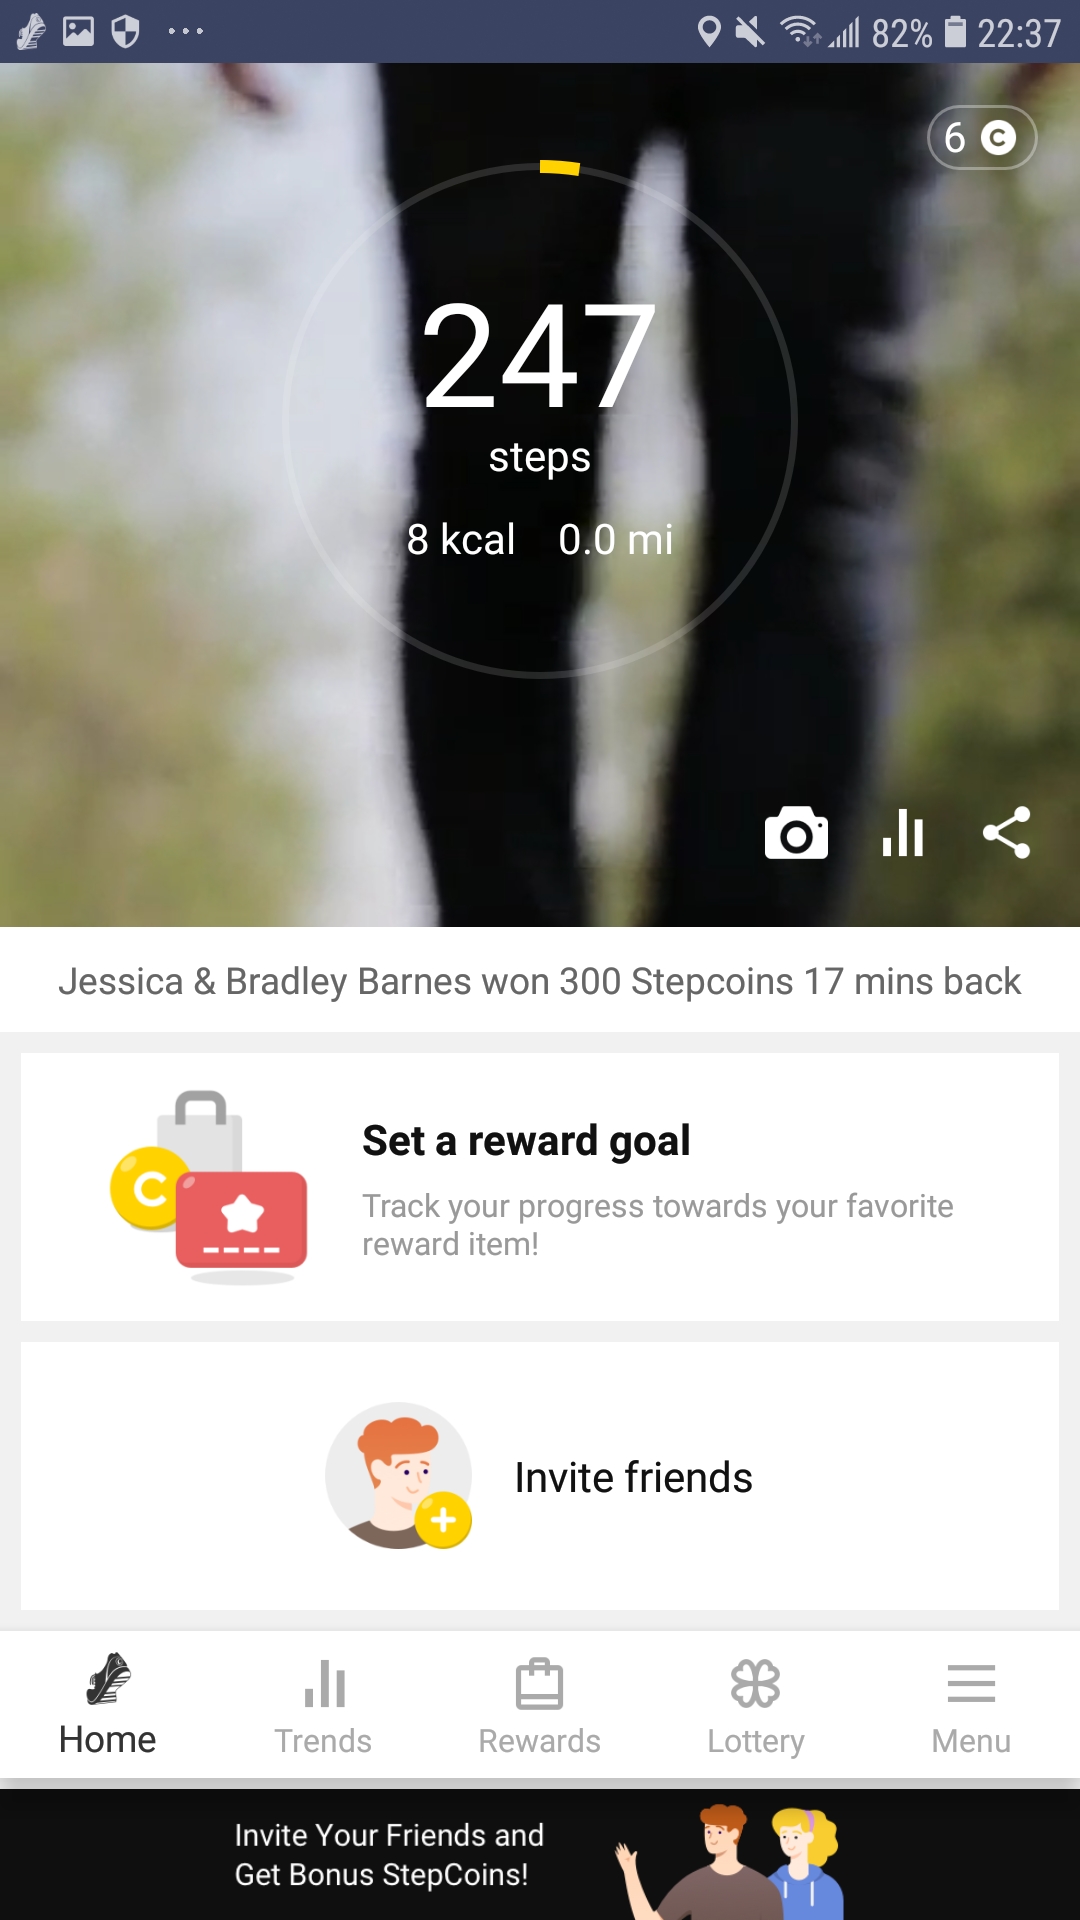 82% 22:37
6
247
steps
8 kcal 0.0 mi
Jessica & Bradley Barnes won 300 Stepcoins 17 mins back
Set a reward goal
Track your progress towards your favorite
reward item!
Invite friends
Home Trends Rewards Lottery Menu
Invite Your Friends and
Get Bonus StepCoins!